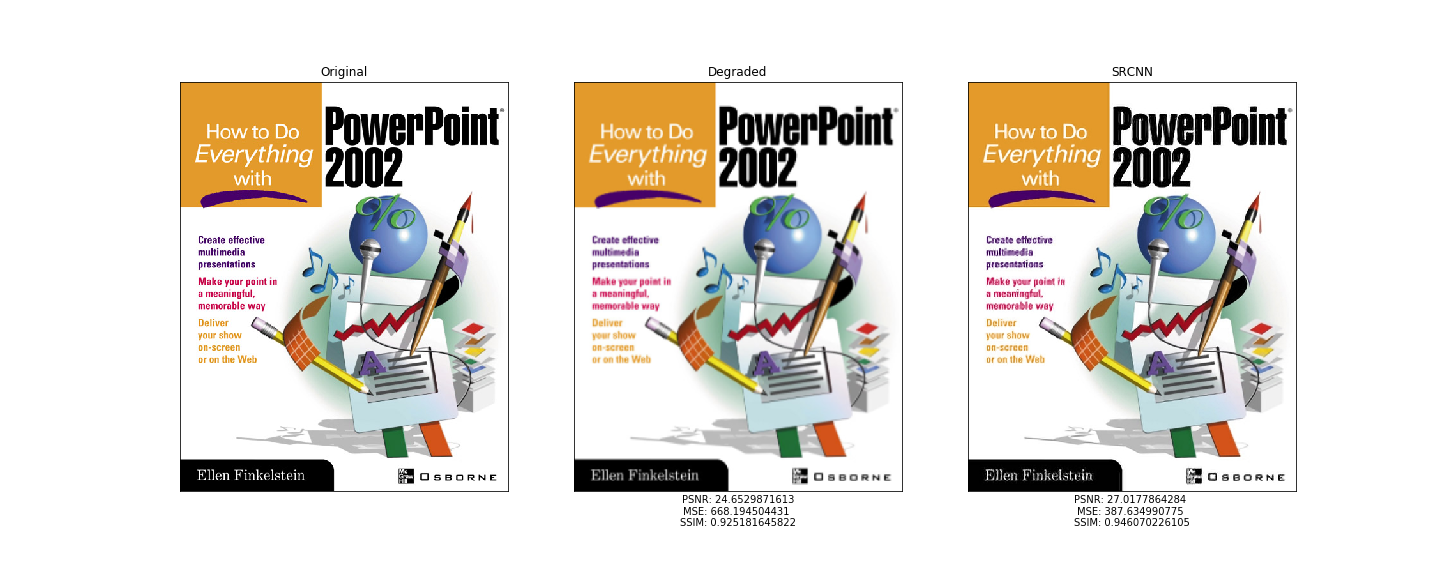 Original
How to Do
Everything
with
PowerPoint®
2002
%
Create effective
multimedia
presentations
Make your point in
a meaningful,
memorable way
Deliver
your show
on-screen
or on the Web
A
Ellen Finkelstein
OSBORNE
Degraded
How to Do
Everything
with
PowerPoint®
2002
%
Create effective
multimedia
presentations
Make your point in
a meaningful,
memorable way
Deliver
your show
on-screen
or on the Web
A
Ellen Finkelstein
OSBORNE
PSNR: 24.6529871613
MSE: 668.194504431
SSIM: 0.925181645822
SRCNN
How to Do
Everything
with
PowerPoint®
2002
%
Create effective
multimedia
presentations
Make your point in
a meaningful,
memorable way
Deliver
your show
on-screen
or on the Web
A
Ellen Finkelstein
OSBORNE
PSNR: 27.0177864284
MSE: 387.634990775
SSIM: 0.946070226105